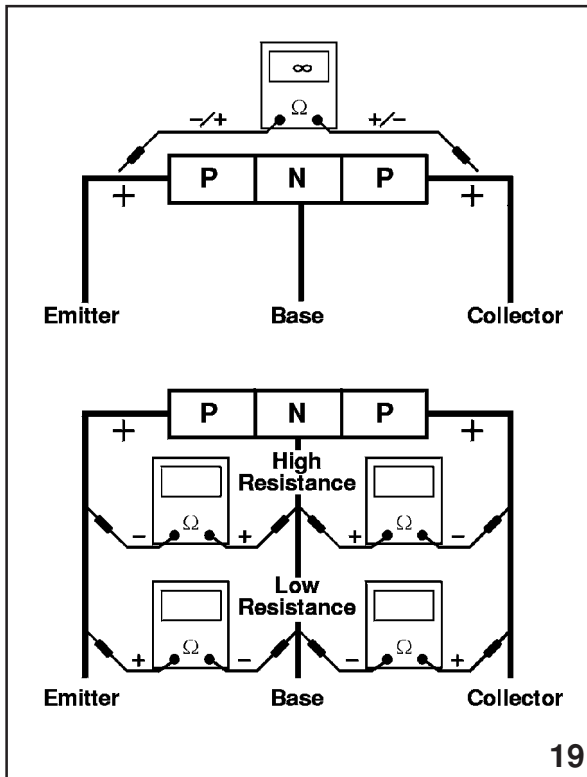 ∞
Ω
−/+ +/−
P N P
+ +
Emitter Base Collector
P N P
+ +
High
Resistance
Ω Ω
− + + −
Low
Resistance
Ω Ω
+ − − +
Emitter Base Collector
19